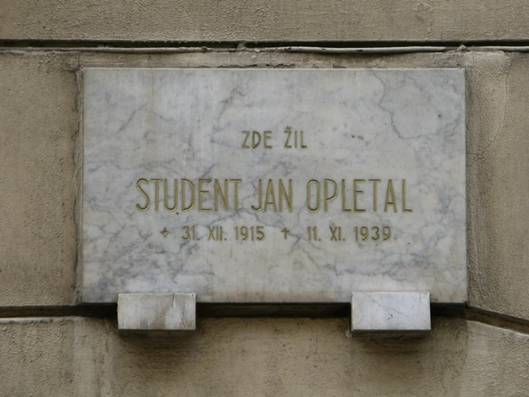 ZDE ŽIL
STUDENT JAN OPLETAL
* 31. XII. 1915 † 11. XI. 1939